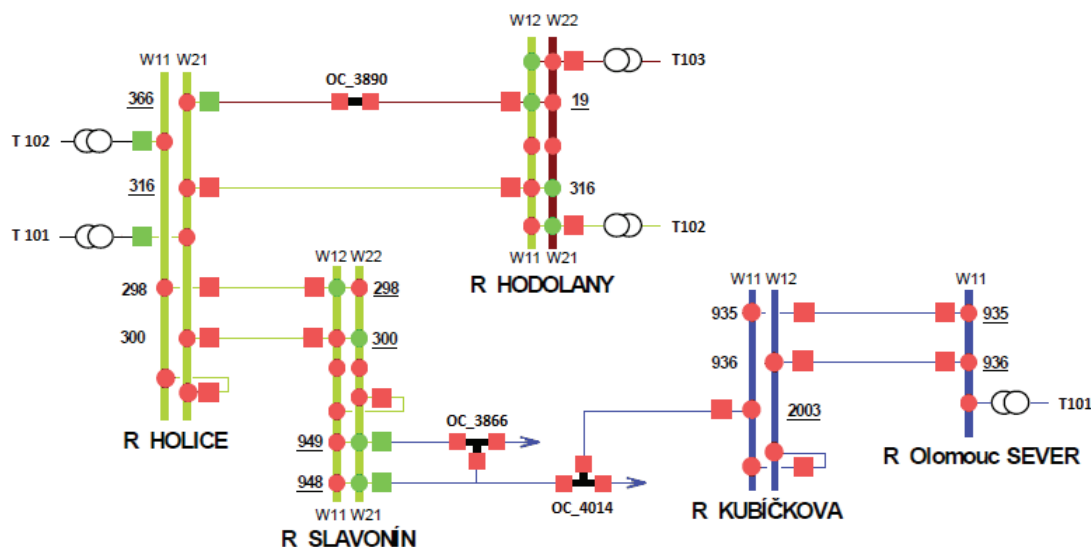 W12 W22
W11 W21
OC_3890
T103
366
19
T 102
316
316
T 101
T102
W12 W22
W11 W21
R HODOLANY
298
298
W11 W12
W11
935
935
300
300
936
936
2003
T101
OC_3866
R HOLICE
949
R Olomouc SEVER
948
OC_4014
R KUBÍČKOVA
W11 W21
R SLAVONÍN